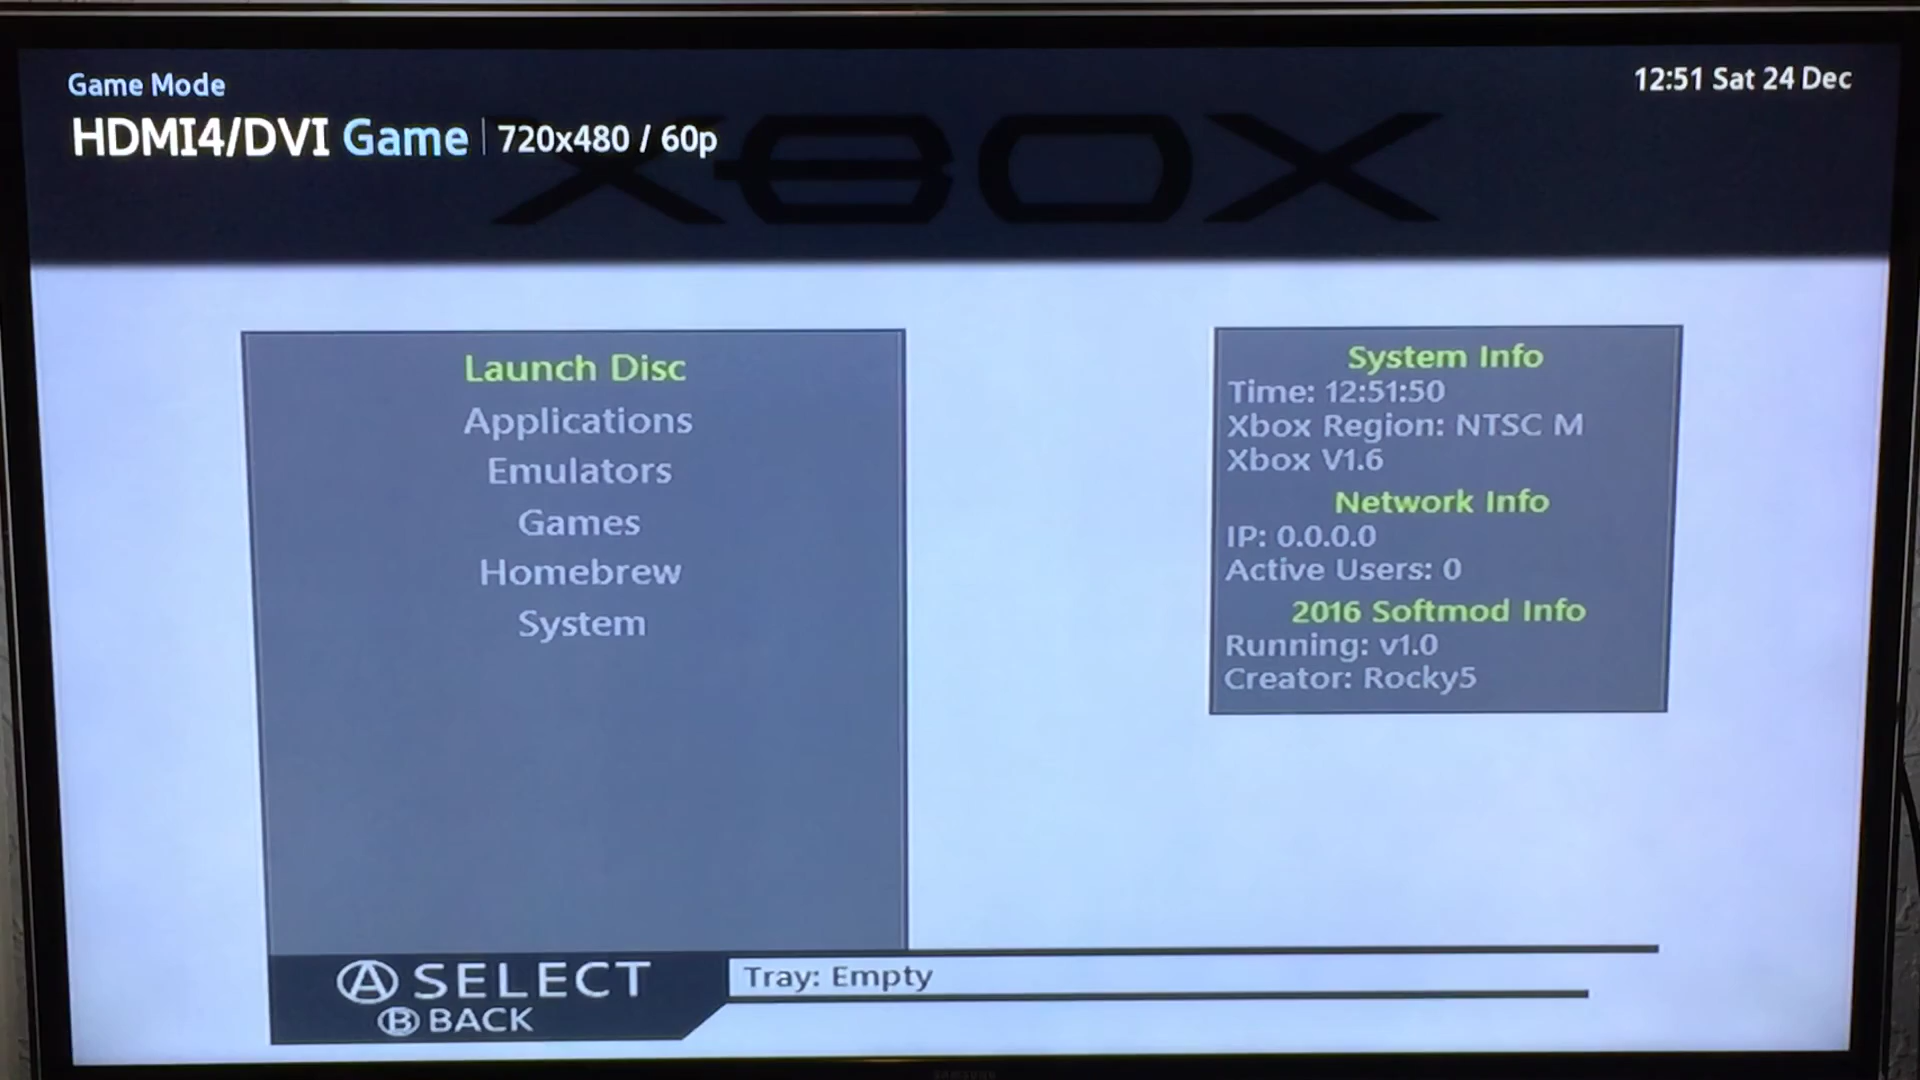 Game Mode
12:51 Sat 24 Dec
HDMI4/DVI Game 720x480 / 60p
XBOX
Launch Disc
Applications
Emulators
Games
Homebrew
System
System Info
Time: 12:51:50
Xbox Region: NTSC M
Xbox V1.6
Network Info
IP: 0.0.0.0
Active Users: 0
2016 Softmod Info
Running: v1.0
Creator: Rocky5
A SELECT
B BACK
Tray: Empty
SAMSUNG